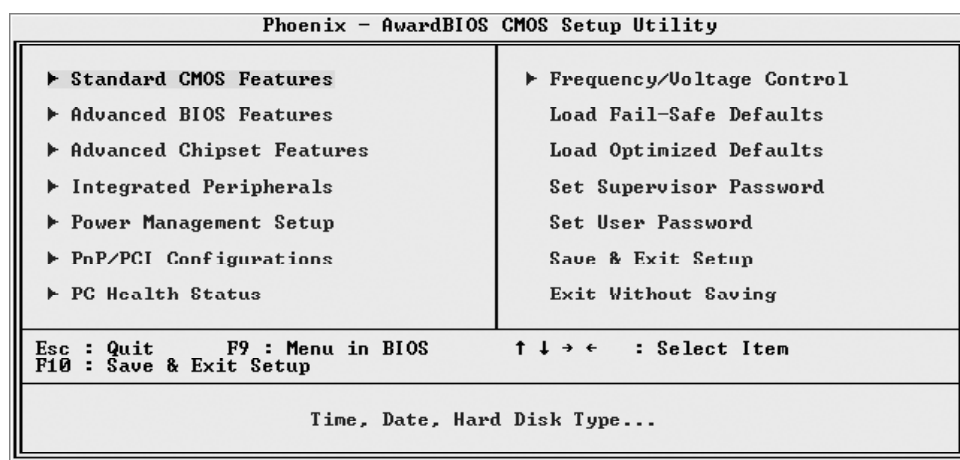 Phoenix - AwardBIOS CMOS Setup Utility
▶ Standard CMOS Features
▶ Advanced BIOS Features
▶ Advanced Chipset Features
▶ Integrated Peripherals
▶ Power Management Setup
▶ PnP/PCI Configurations
▶ PC Health Status
▶ Frequency/Voltage Control
Load Fail-Safe Defaults
Load Optimized Defaults
Set Supervisor Password
Set User Password
Save & Exit Setup
Exit Without Saving
Esc : Quit F9 : Menu in BIOS ↑ ↓ → ← : Select Item
F10 : Save & Exit Setup
Time, Date, Hard Disk Type...